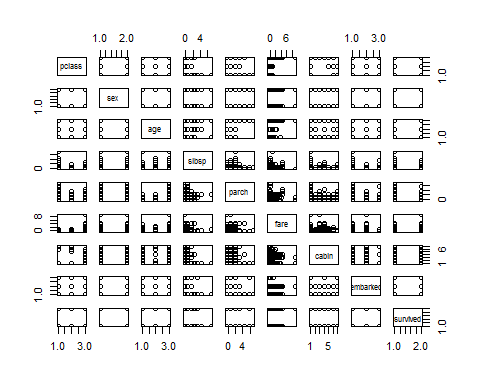 1.0 2.0 0 4 0 6 1.0 3.0
pclass 1.0
1.0 sex
age 1.0
0 sibsp
parch 0
0 8 fare
cabin 1 6
1.0 embarked
survived 1.0
1.0 3.0 1.0 3.0 0 4 1 5 1.0 2.0